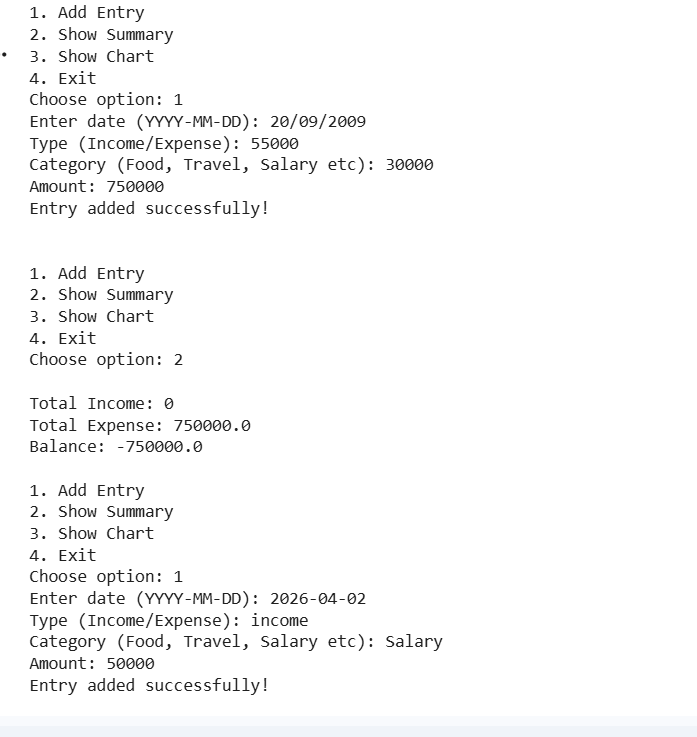 1. Add Entry
2. Show Summary
3. Show Chart
4. Exit
Choose option: 1
Enter date (YYYY-MM-DD): 20/09/2009
Type (Income/Expense): 55000
Category (Food, Travel, Salary etc): 30000
Amount: 750000
Entry added successfully!
1. Add Entry
2. Show Summary
3. Show Chart
4. Exit
Choose option: 2
Total Income: 0
Total Expense: 750000.0
Balance: -750000.0
1. Add Entry
2. Show Summary
3. Show Chart
4. Exit
Choose option: 1
Enter date (YYYY-MM-DD): 2026-04-02
Type (Income/Expense): income
Category (Food, Travel, Salary etc): Salary
Amount: 50000
Entry added successfully!